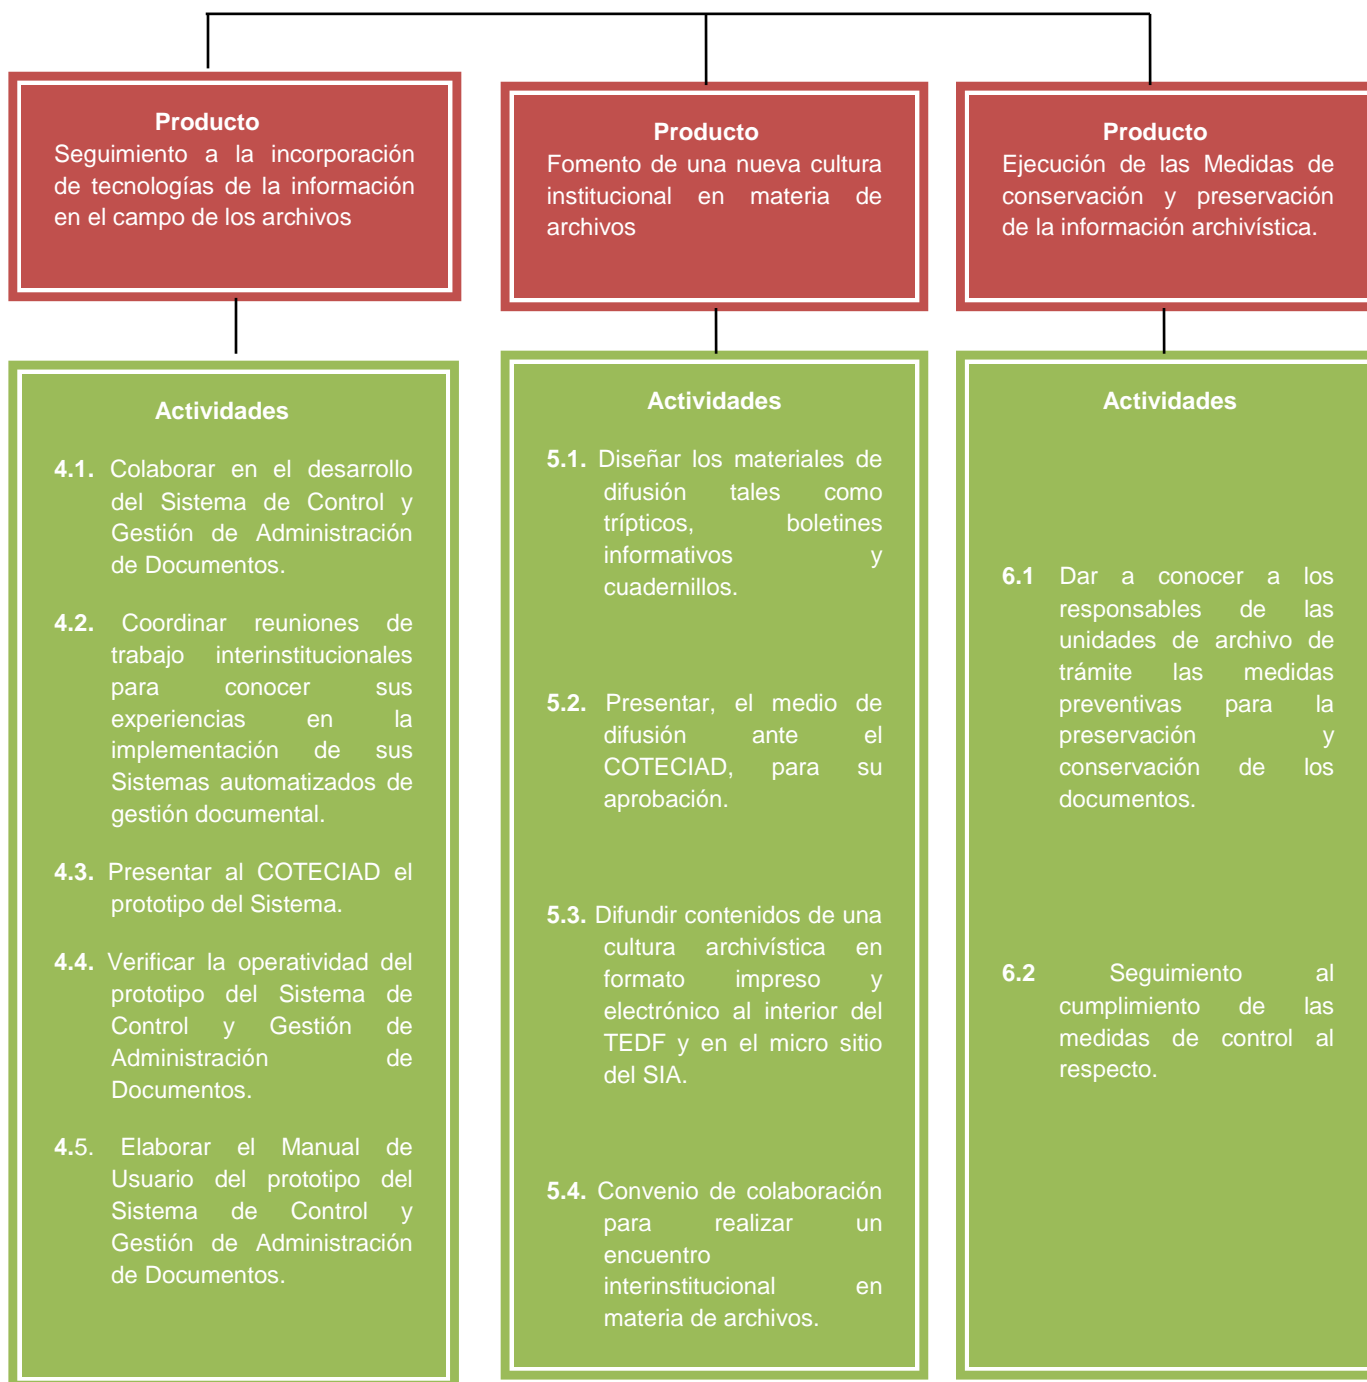 Producto
Seguimiento a la incorporación
de tecnologías de la información
en el campo de los archivos
Producto
Fomento de una nueva cultura
institucional en materia de
archivos
Producto
Ejecución de las Medidas de
conservación y preservación
de la información archivística.
Actividades
4.1. Colaborar en el desarrollo
del Sistema de Control y
Gestión de Administración
de Documentos.
4.2. Coordinar reuniones de
trabajo interinstitucionales
para conocer sus
experiencias en la
implementación de sus
Sistemas automatizados de
gestión documental.
4.3. Presentar al COTECIAD el
prototipo del Sistema.
4.4. Verificar la operatividad del
prototipo del Sistema de
Control y Gestión de
Administración de
Documentos.
4.5. Elaborar el Manual de
Usuario del prototipo del
Sistema de Control y
Gestión de Administración
de Documentos.
Actividades
5.1. Diseñar los materiales de
difusión tales como
trípticos, boletines
informativos y
cuadernillos.
5.2. Presentar, el medio de
difusión ante el
COTECIAD, para su
aprobación.
5.3. Difundir contenidos de una
cultura archivística en
formato impreso y
electrónico al interior del
TEDF y en el micro sitio
del SIA.
5.4. Convenio de colaboración
para realizar un
encuentro
interinstitucional en
materia de archivos.
Actividades
6.1 Dar a conocer a los
responsables de las
unidades de archivo de
trámite las medidas
preventivas para la
preservación y
conservación de los
documentos.
6.2 Seguimiento al
cumplimiento de las
medidas de control al
respecto.